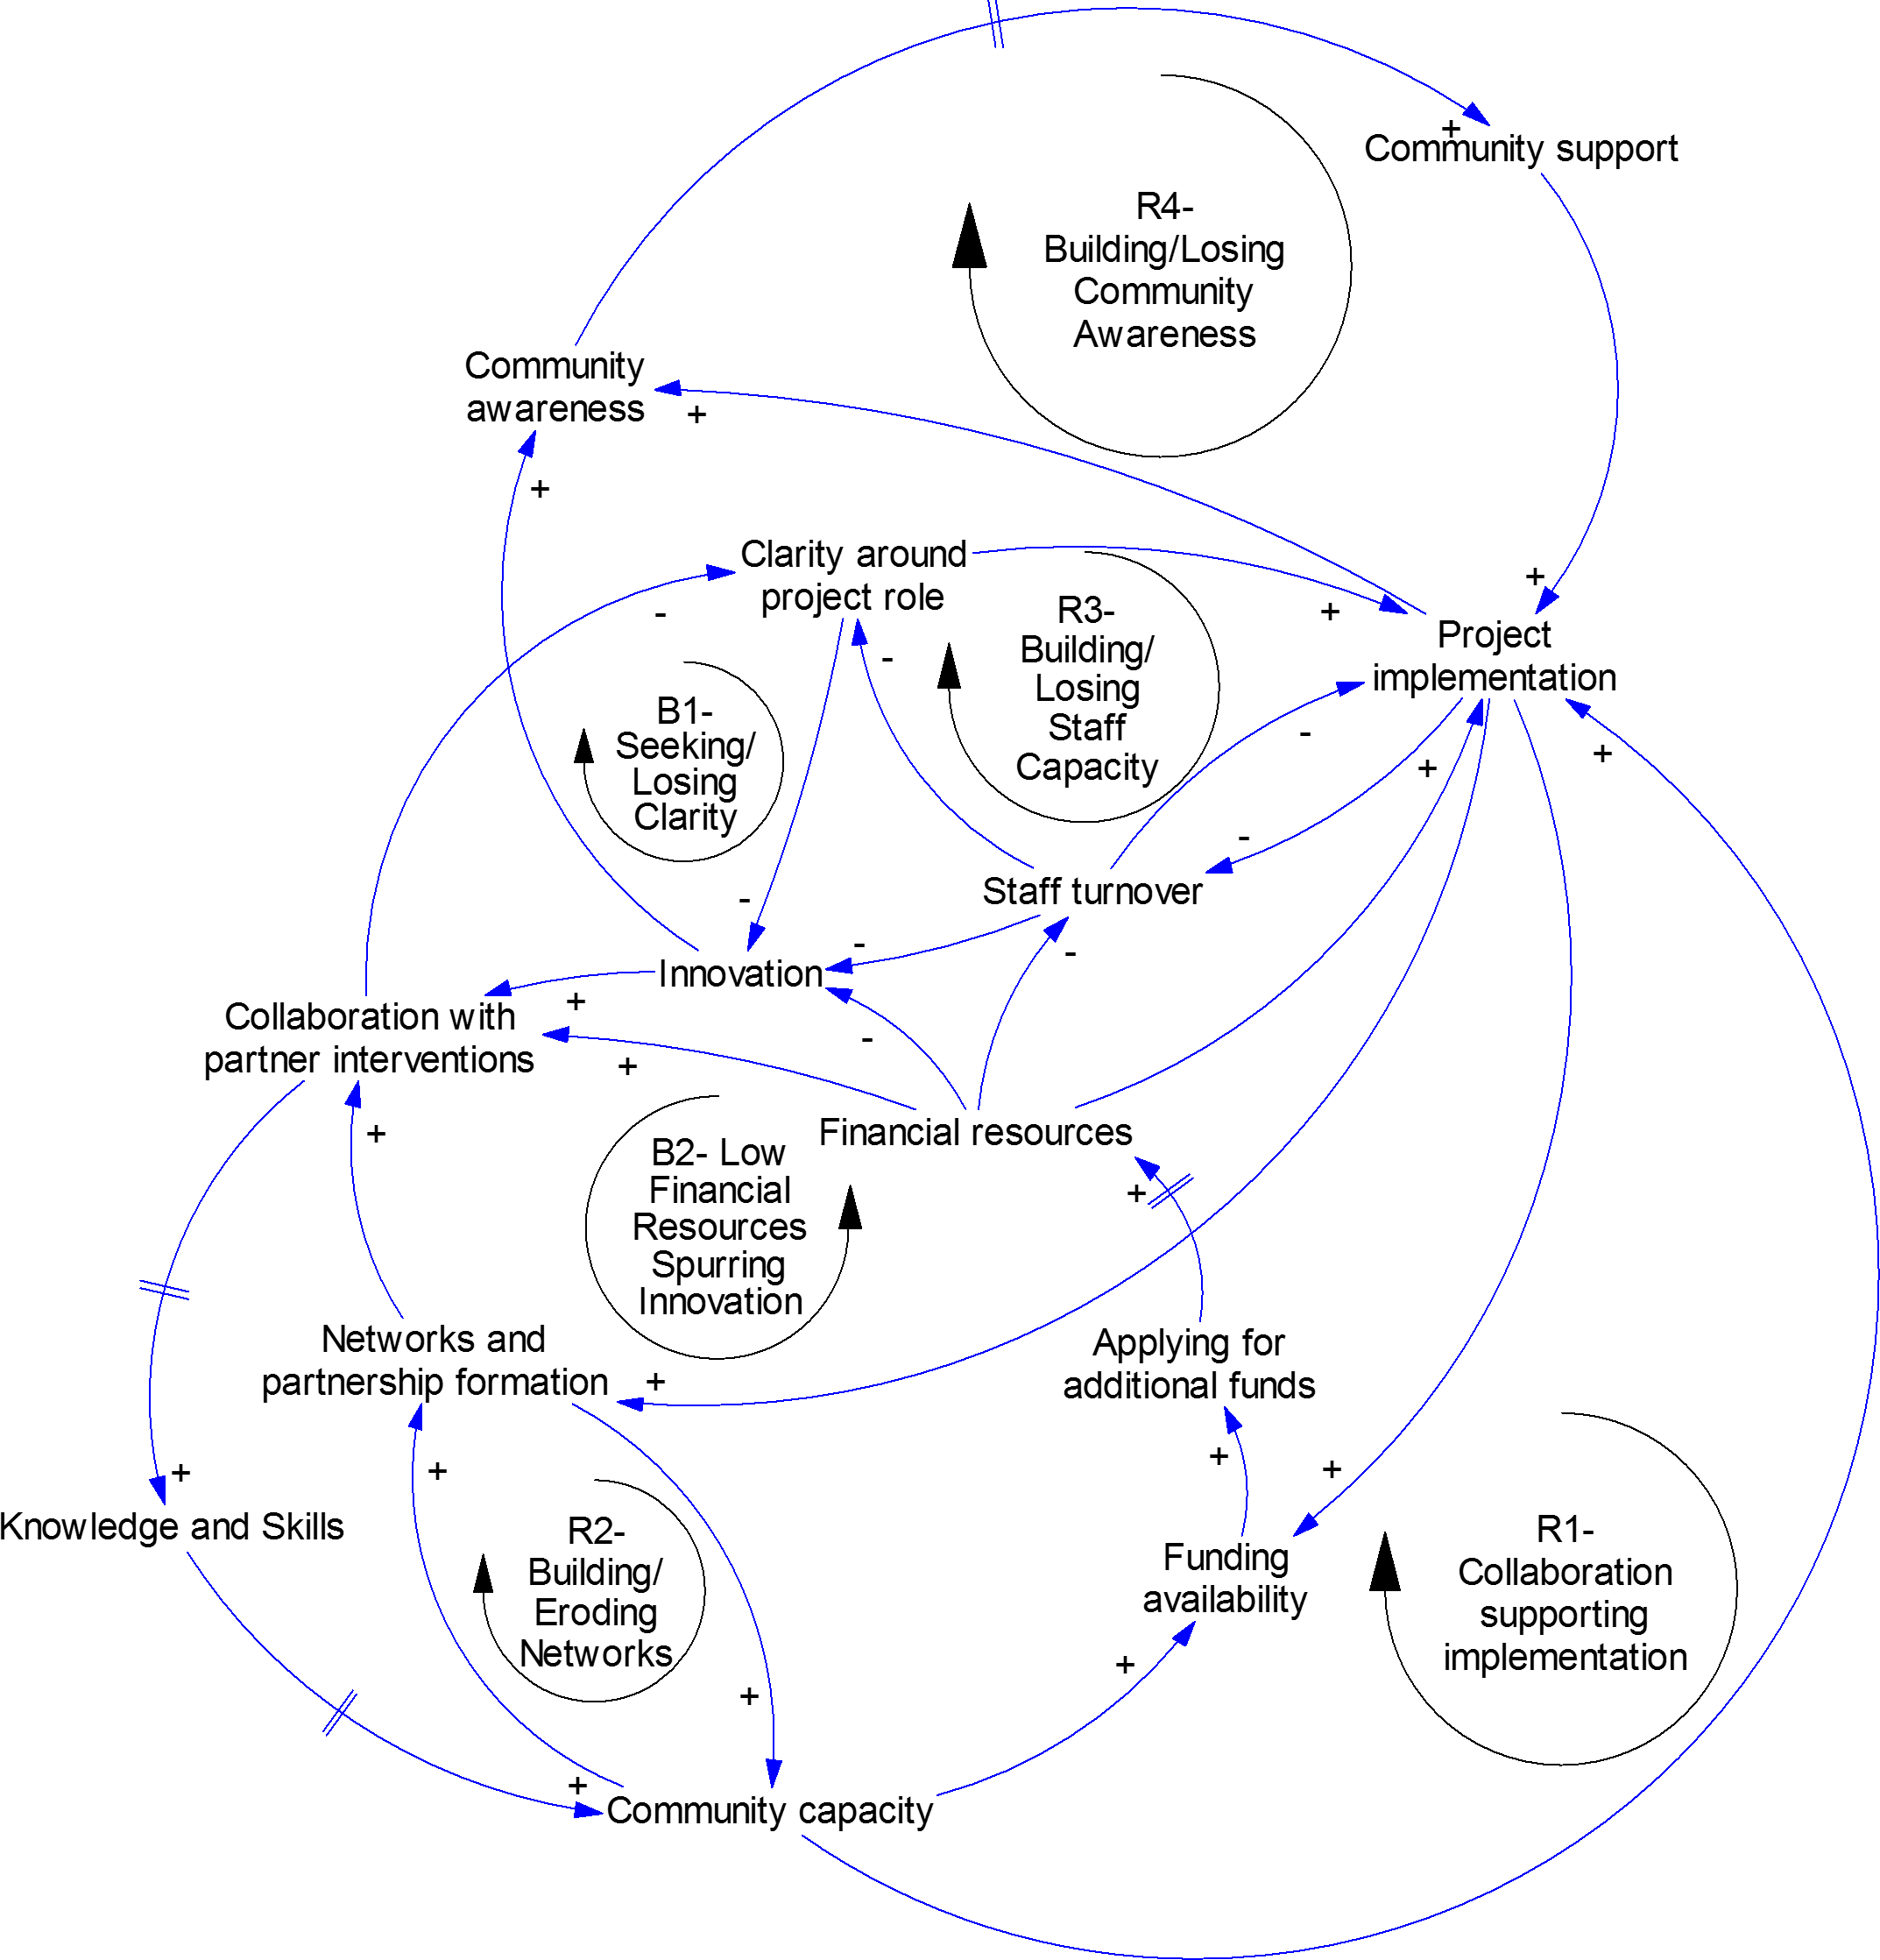 +
Community support
R4-
Building/Losing
Community
Awareness
Community
awareness
+
+
Clarity around
project role
+
+
-
R3-
Building/
Losing
Staff
Capacity
Project
implementation
-
B1-
Seeking/
Losing
Clarity
-
+
+
-
Staff turnover
-
-
-
Innovation
+
Collaboration with
partner interventions
-
+
+
Financial resources
B2- Low
Financial
Resources
Spurring
Innovation
+
Networks and
partnership formation
+
Applying for
additional funds
+
+
+
+
Knowledge and Skills
R2-
Building/
Eroding
Networks
Funding
availability
R1-
Collaboration
supporting
implementation
+
+
+
Community capacity